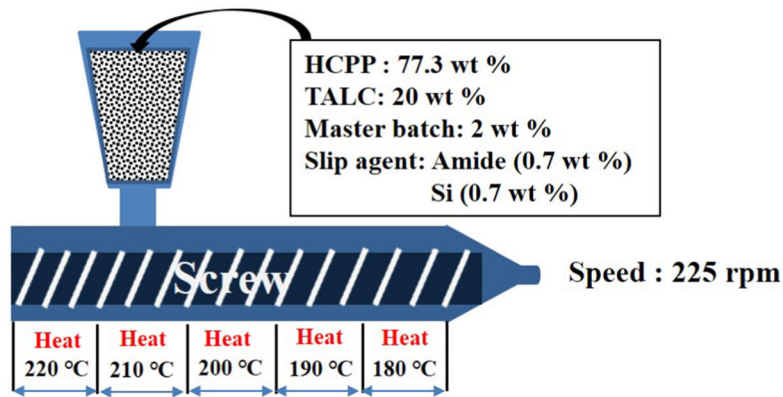 HCPP : 77.3 wt %
TALC: 20 wt %
Master batch: 2 wt %
Slip agent: Amide (0.7 wt %)
Si (0.7 wt %)
Screw
Speed : 225 rpm
Heat Heat Heat Heat Heat
220 ℃ 210 ℃ 200 ℃ 190 ℃ 180 ℃